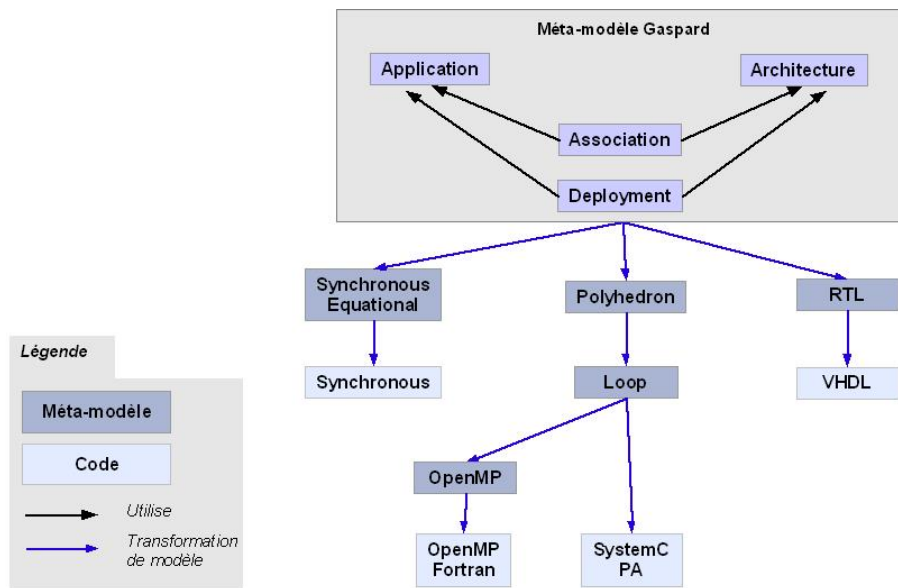 Méta-modèle Gaspard
Application
Architecture
Association
Deployment
Synchronous
Equational
Polyhedron
RTL
Synchronous
Loop
VHDL
OpenMP
OpenMP
Fortran
SystemC
PA
Légende
Méta-modèle
Code
Utilise
Transformation
de modèle